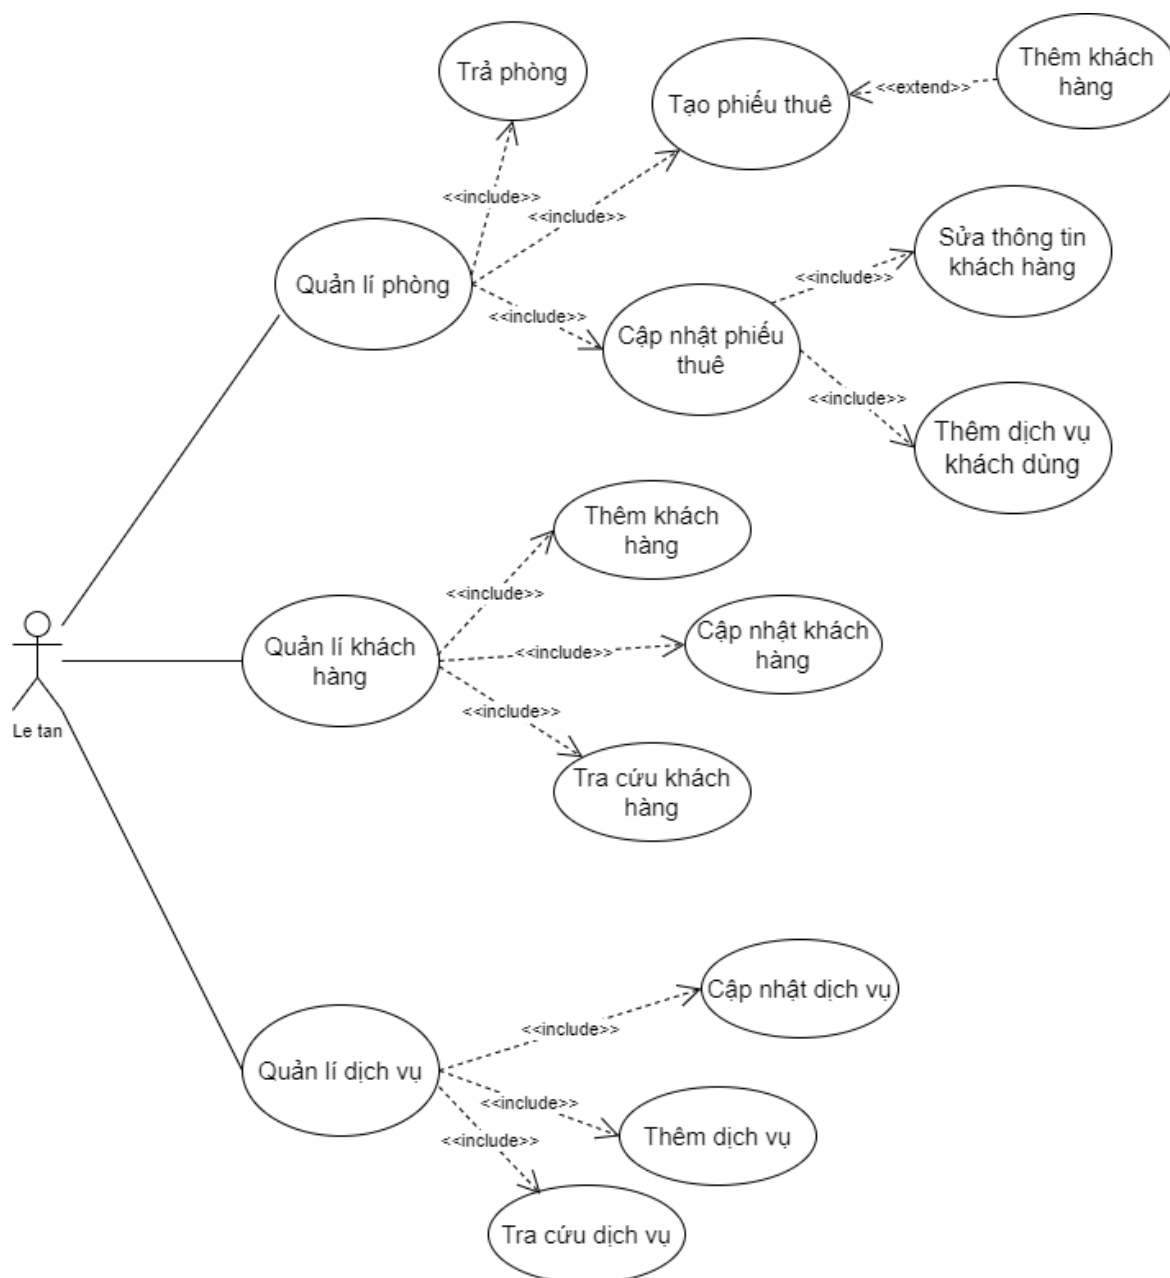 Trả phòng
Tạo phiếu thuê
Thêm khách
hàng
<<extend>>
<<include>>
<<include>>
Quản lí phòng
Sửa thông tin
khách hàng
<<include>>
<<include>>
Cập nhật phiếu
thuê
<<include>>
Thêm dịch vụ
khách dùng
Thêm khách
hàng
<<include>>
Quản lí khách
hàng
<<include>>
Cập nhật khách
hàng
<<include>>
Le tan
Tra cứu khách
hàng
Cập nhật dịch vụ
<<include>>
Quản lí dịch vụ
<<include>>
Thêm dịch vụ
<<include>>
Tra cứu dịch vụ